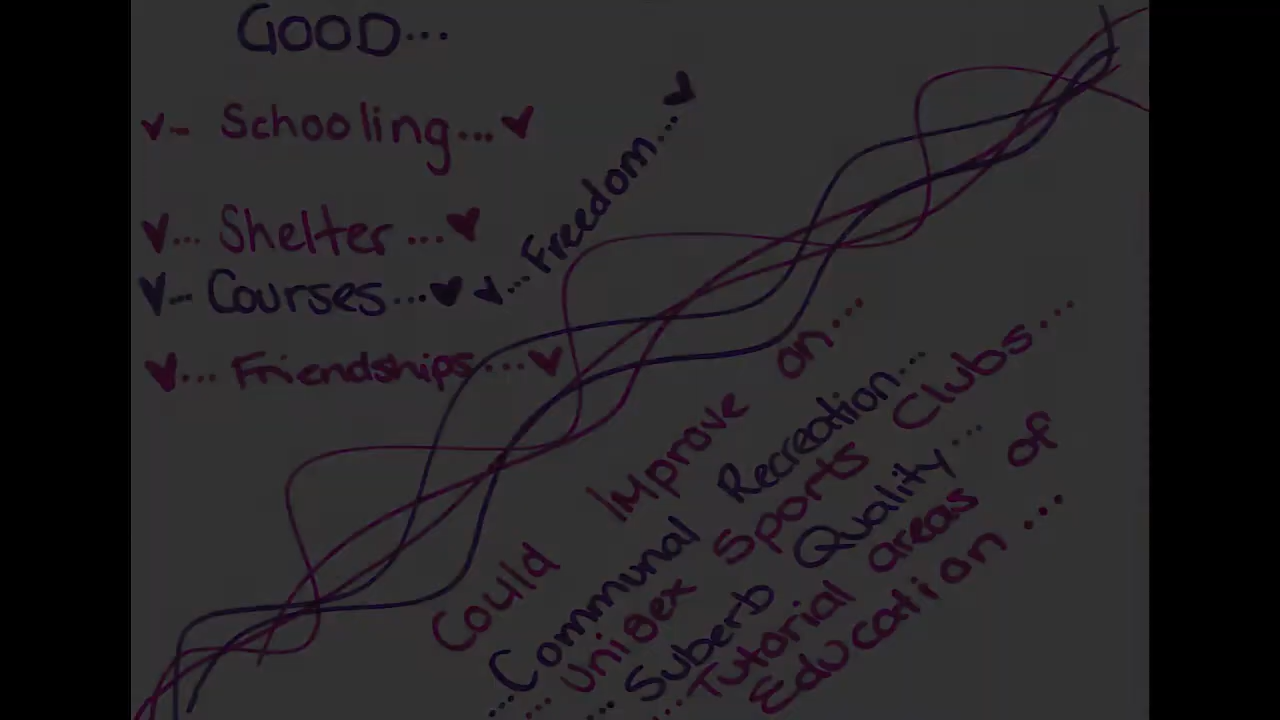 GOOD...
Schooling...
... Shelter ...
Courses...
... Friendships...
... Freedom...
Could Improve on...
...Communal Recreation...
... Unisex Sports Clubs...
... Suberb Quality...
...Tutorial areas of
Education ...